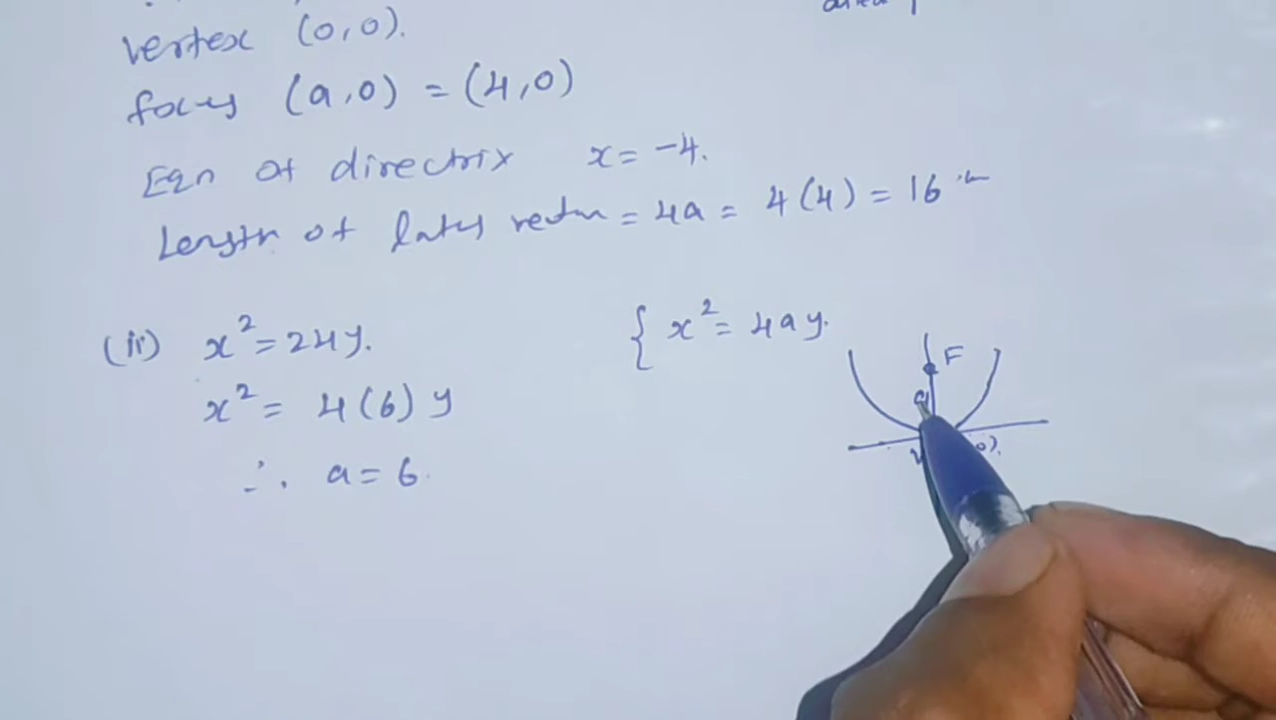 vertex (0,0).
focus (a,0) = (4,0)
Eqn of directrix x = -4.
Length of latus rectum = 4a = 4(4) = 16
(ii) x² = 24y. { x² = 4ay.
x² = 4(6)y
∴ a = 6.
F
a